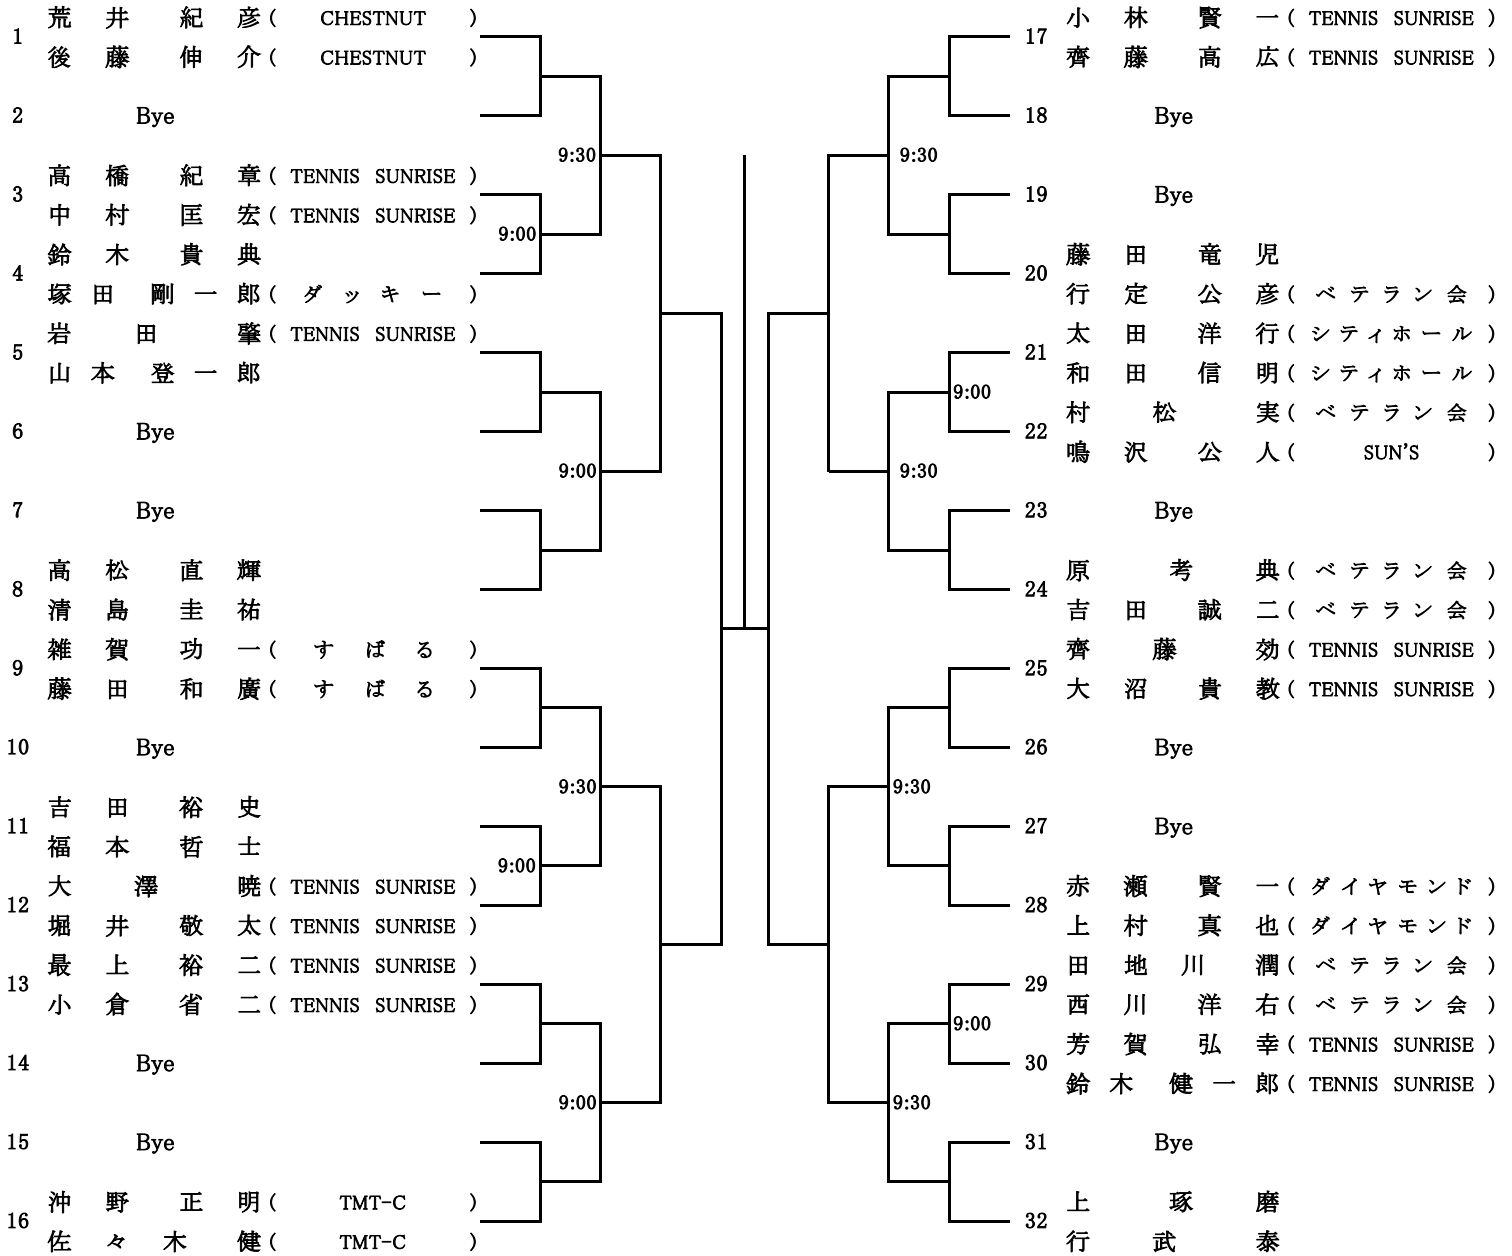 荒井紀彦( CHESTNUT )
1
後藤伸介( CHESTNUT )
2 Bye
9:30
高橋紀章( TENNIS SUNRISE )
3
中村匡宏( TENNIS SUNRISE )
9:00
鈴木貴典
4
塚田剛一郎( ダッキー )
岩田肇( TENNIS SUNRISE )
5
山本登一郎
6 Bye
9:00
7 Bye
高松直輝
8
清島圭祐
雑賀功一( すばる )
9
藤田和廣( すばる )
10 Bye
9:30
吉田裕史
11
福本哲士
9:00
大澤暁( TENNIS SUNRISE )
12
堀井敬太( TENNIS SUNRISE )
最上裕二( TENNIS SUNRISE )
13
小倉省二( TENNIS SUNRISE )
14 Bye
9:00
15 Bye
沖野正明( TMT-C )
16
佐々木健( TMT-C )
小林賢一( TENNIS SUNRISE )
17
齊藤高広( TENNIS SUNRISE )
18 Bye
9:30
19 Bye
藤田竜児
20
行定公彦( ベテラン会 )
太田洋行( シティホール )
21
和田信明( シティホール )
9:00
村松実( ベテラン会 )
22
鳴沢公人( SUN'S )
9:30
23 Bye
原考典( ベテラン会 )
24
吉田誠二( ベテラン会 )
齊藤効( TENNIS SUNRISE )
25
大沼貴教( TENNIS SUNRISE )
26 Bye
9:30
27 Bye
赤瀬賢一( ダイヤモンド )
28
上村真也( ダイヤモンド )
田地川潤( ベテラン会 )
29
西川洋右( ベテラン会 )
9:00
芳賀弘幸( TENNIS SUNRISE )
30
鈴木健一郎( TENNIS SUNRISE )
9:30
31 Bye
上琢磨
32
行武泰